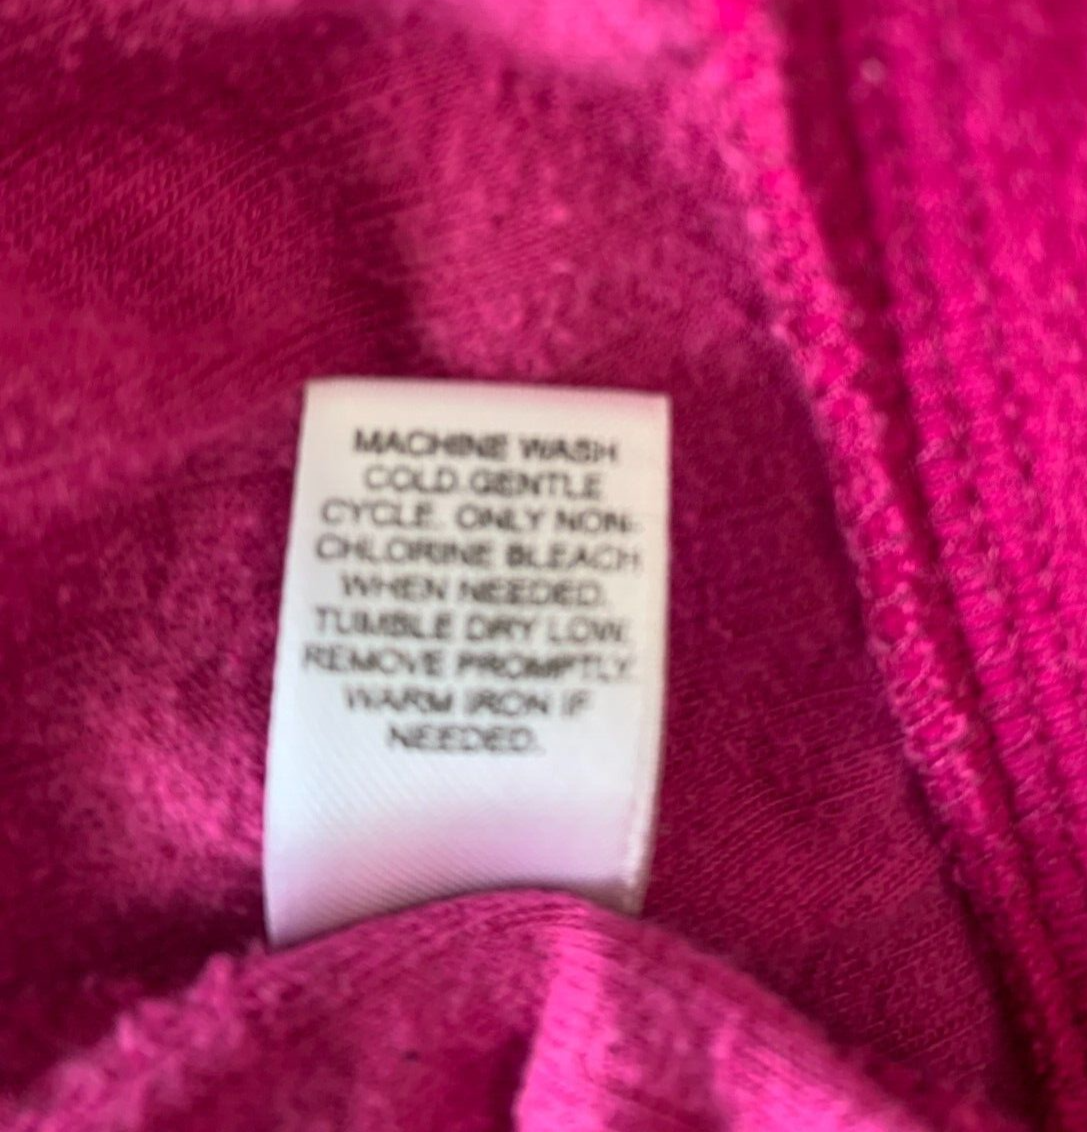 MACHINE WASH
COLD.GENTLE
CYCLE. ONLY NON-
CHLORINE BLEACH
WHEN NEEDED.
TUMBLE DRY LOW.
REMOVE PROMPTLY.
WARM IRON IF
NEEDED.